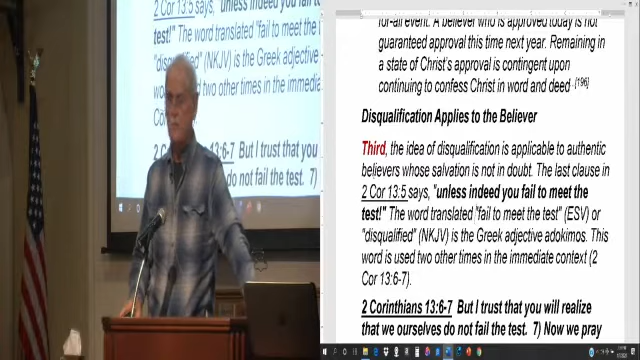 2 Cor 13:5 says, "unless indeed you fail
test!" The word translated "fail to meet the
"disqualified" (NKJV) is the Greek adjective
wo two other times in the immedia
Co
2 C 13:6-7 But I trust that you
do not fail the test. 7)
for-all event. A believer who is approved today is not
guaranteed approval this time next year. Remaining in
a state of Christ's approval is contingent upon
continuing to confess Christ in word and deed [196]
Disqualification Applies to the Believer
Third, the idea of disqualification is applicable to authentic
believers whose salvation is not in doubt. The last clause in
2 Cor 13:5 says, "unless indeed you fail to meet the
test!" The word translated "fail to meet the test" (ESV) or
"disqualified" (NKJV) is the Greek adjective adokimos. This
word is used two other times in the immediate context (2
Cor 13:6-7).
2 Corinthians 13:6-7 But I trust that you will realize
that we ourselves do not fail the test. 7) Now we pray